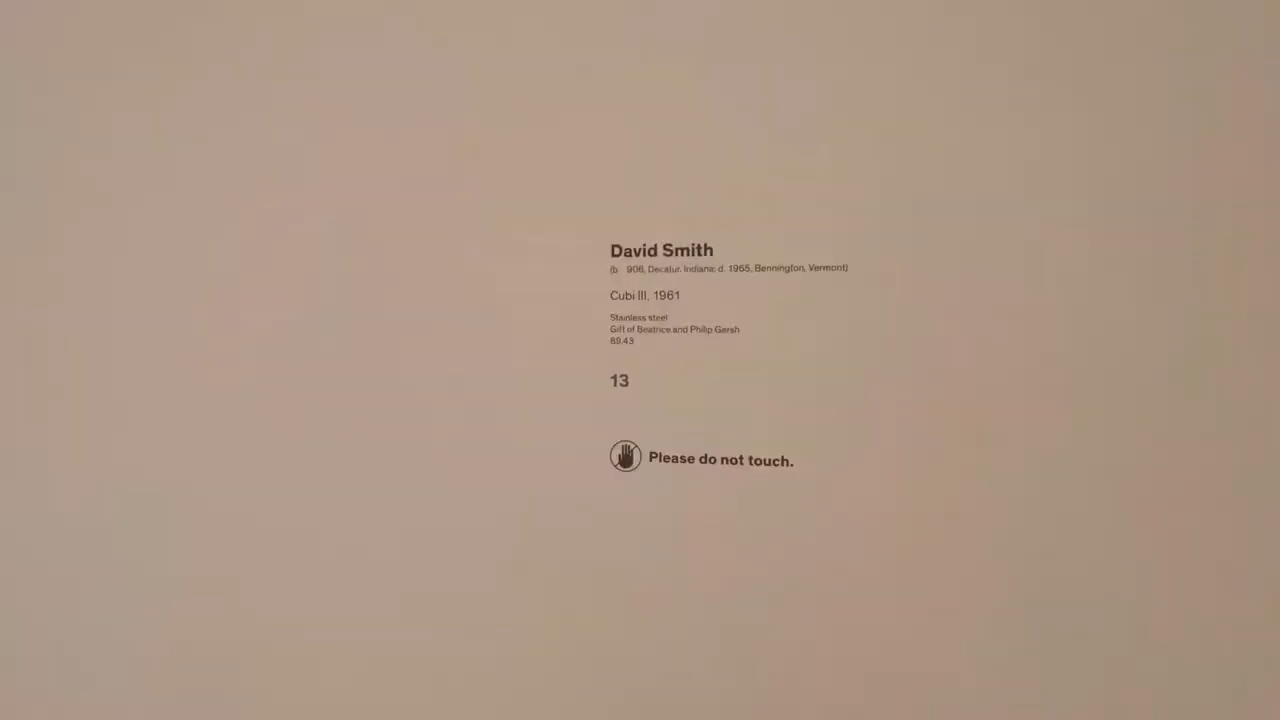 David Smith
(b 906, Decatur, Indiana; d. 1965, Bennington, Vermont)
Cubi III, 1961
Stainless steel
Gift of Beatrice and Philip Gersh
89.43
13
Please do not touch.